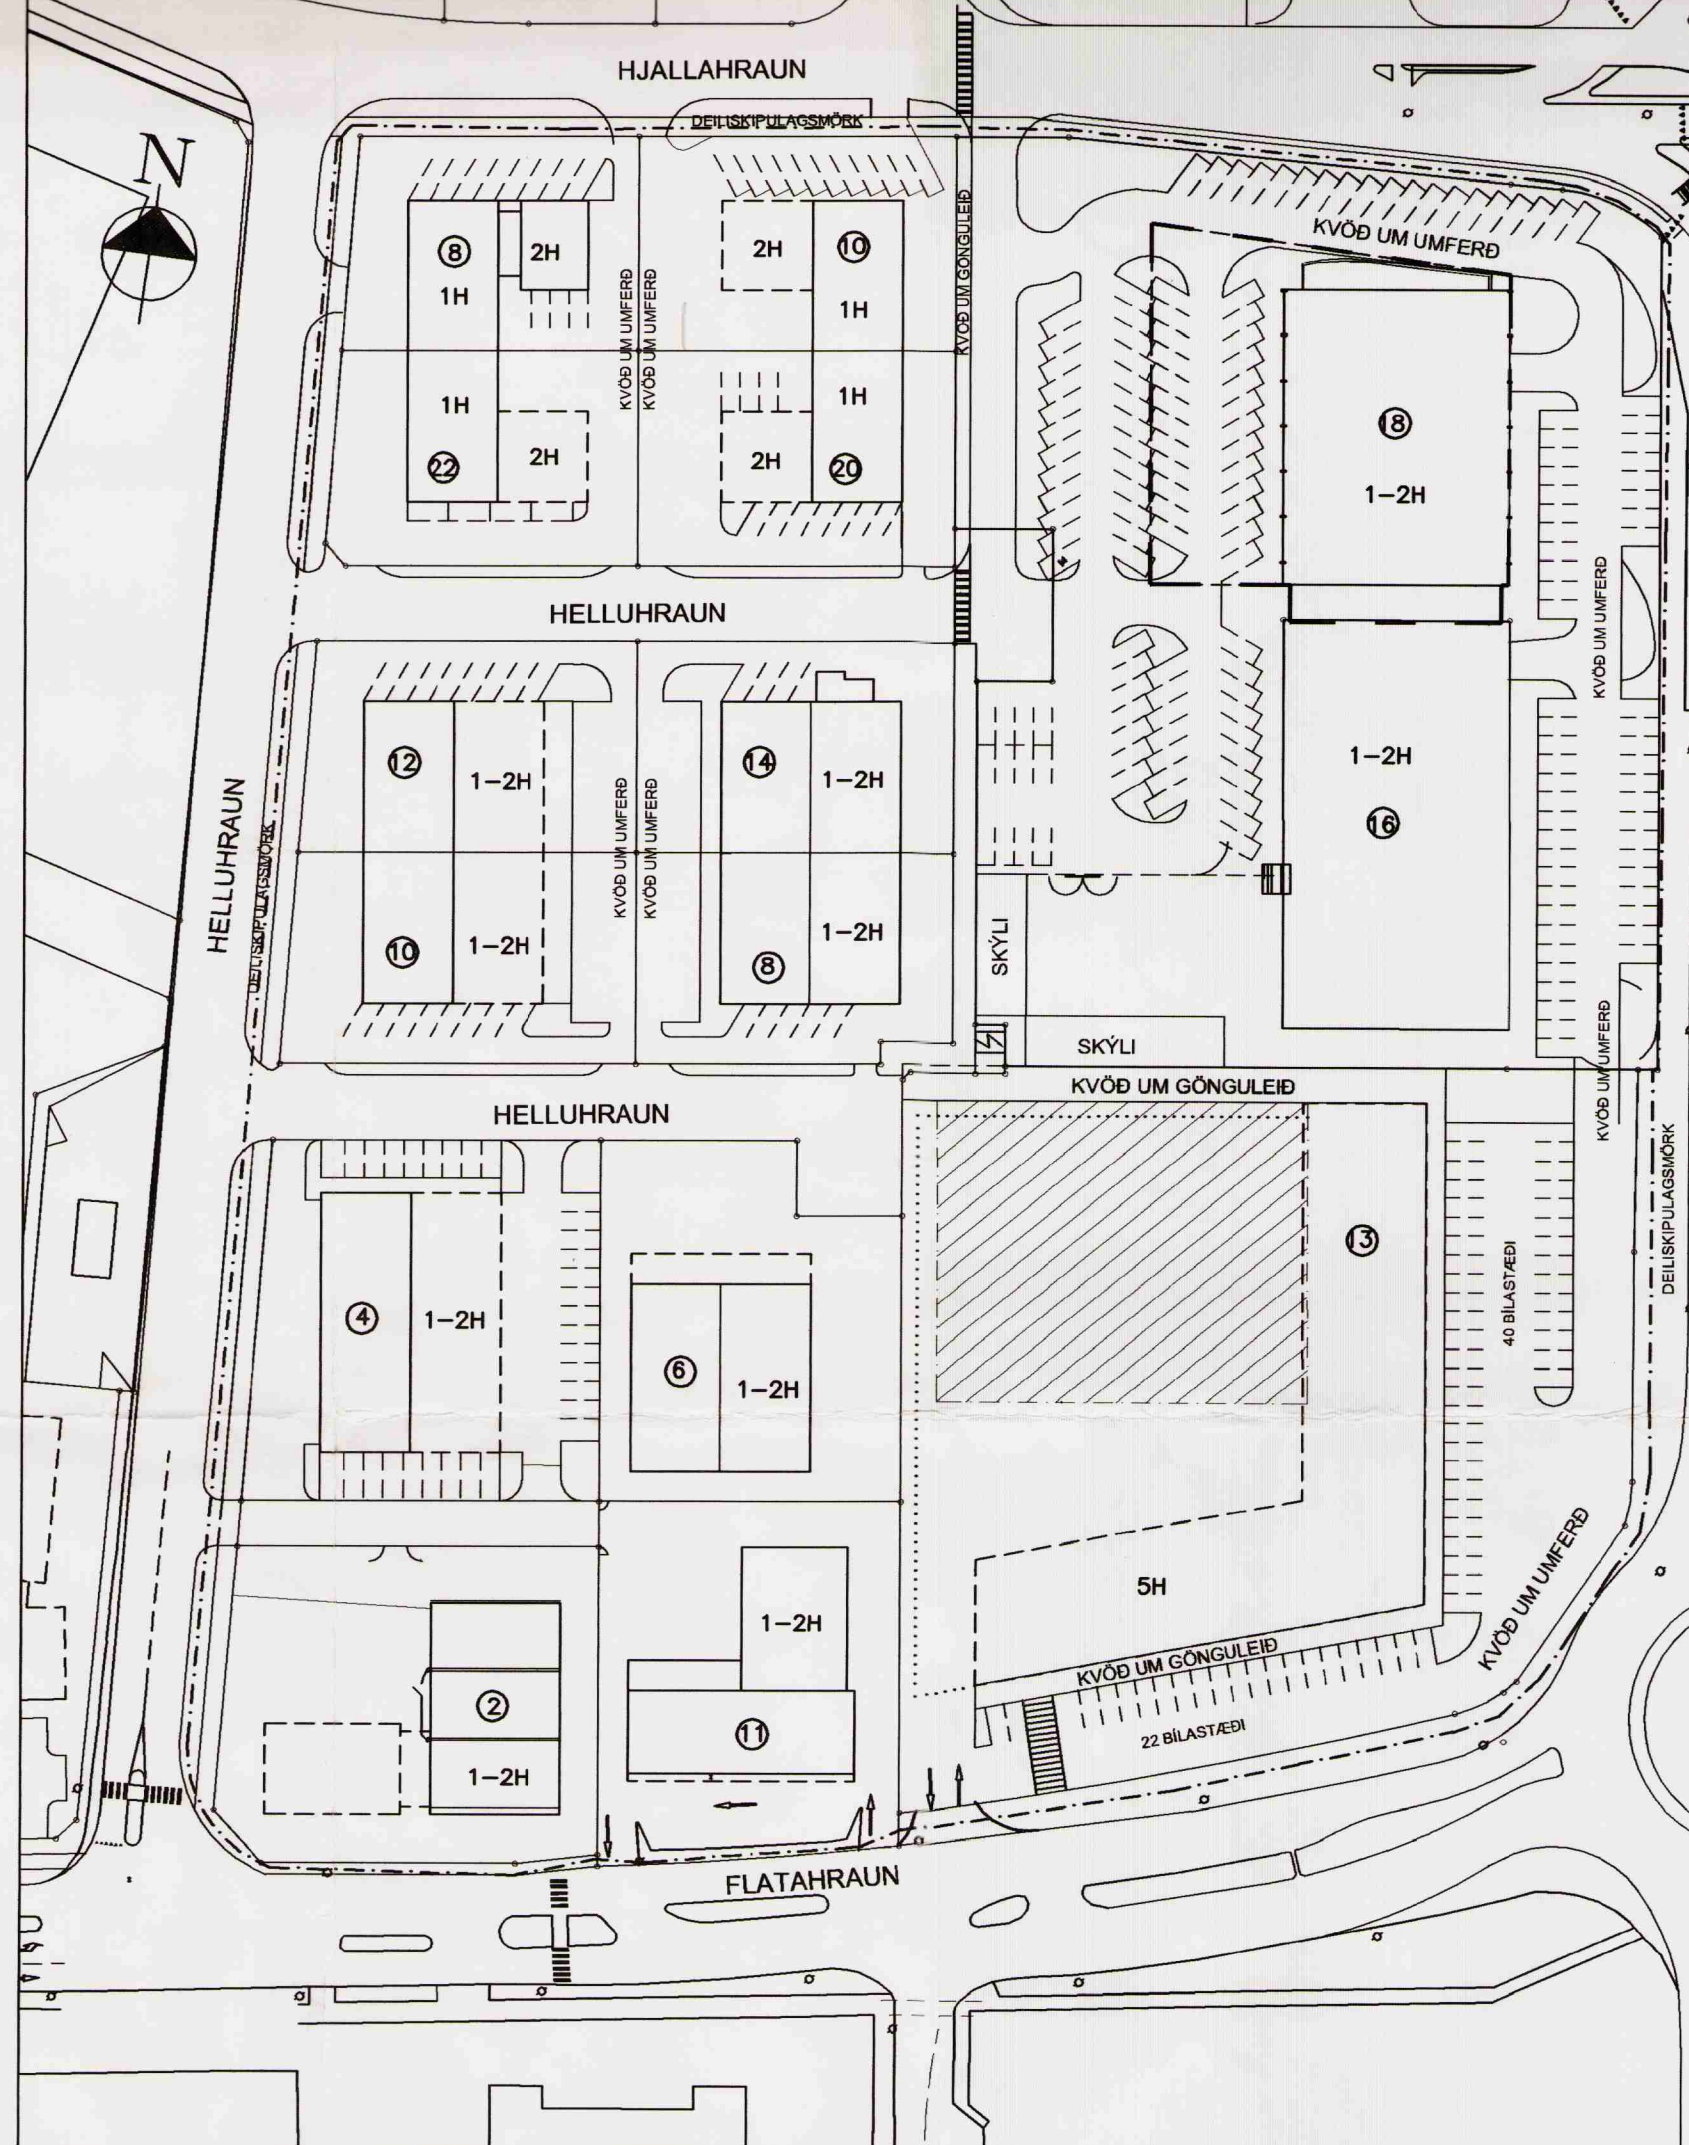 HJALLAHRAUN
DEILISKIPULAGSMÖRK
N
8
2H
1H
2H
10
1H
KVÖÐ UM UMFERÐ
KVÖÐ UM UMFERÐ
KVÖÐ UM GÖNGULEIÐ
KVÖÐ UM UMFERÐ
1H
22
2H
2H
1H
20
18
1-2H
HELLUHRAUN
KVÖÐ UM UMFERÐ
12
1-2H
14
1-2H
1-2H
16
HELLUHRAUN
DEILISKIPULAGSMÖRK
KVÖÐ UM UMFERÐ
KVÖÐ UM UMFERÐ
10
1-2H
8
1-2H
SKÝLI
SKÝLI
KVÖÐ UM UMFERÐ
KVÖÐ UM GÖNGULEIÐ
HELLUHRAUN
DEILISKIPULAGSMÖRK
13
40 BÍLASTÆÐI
4
1-2H
6
1-2H
5H
KVÖÐ UM UMFERÐ
1-2H
KVÖÐ UM GÖNGULEIÐ
2
11
22 BÍLASTÆÐI
1-2H
FLATAHRAUN